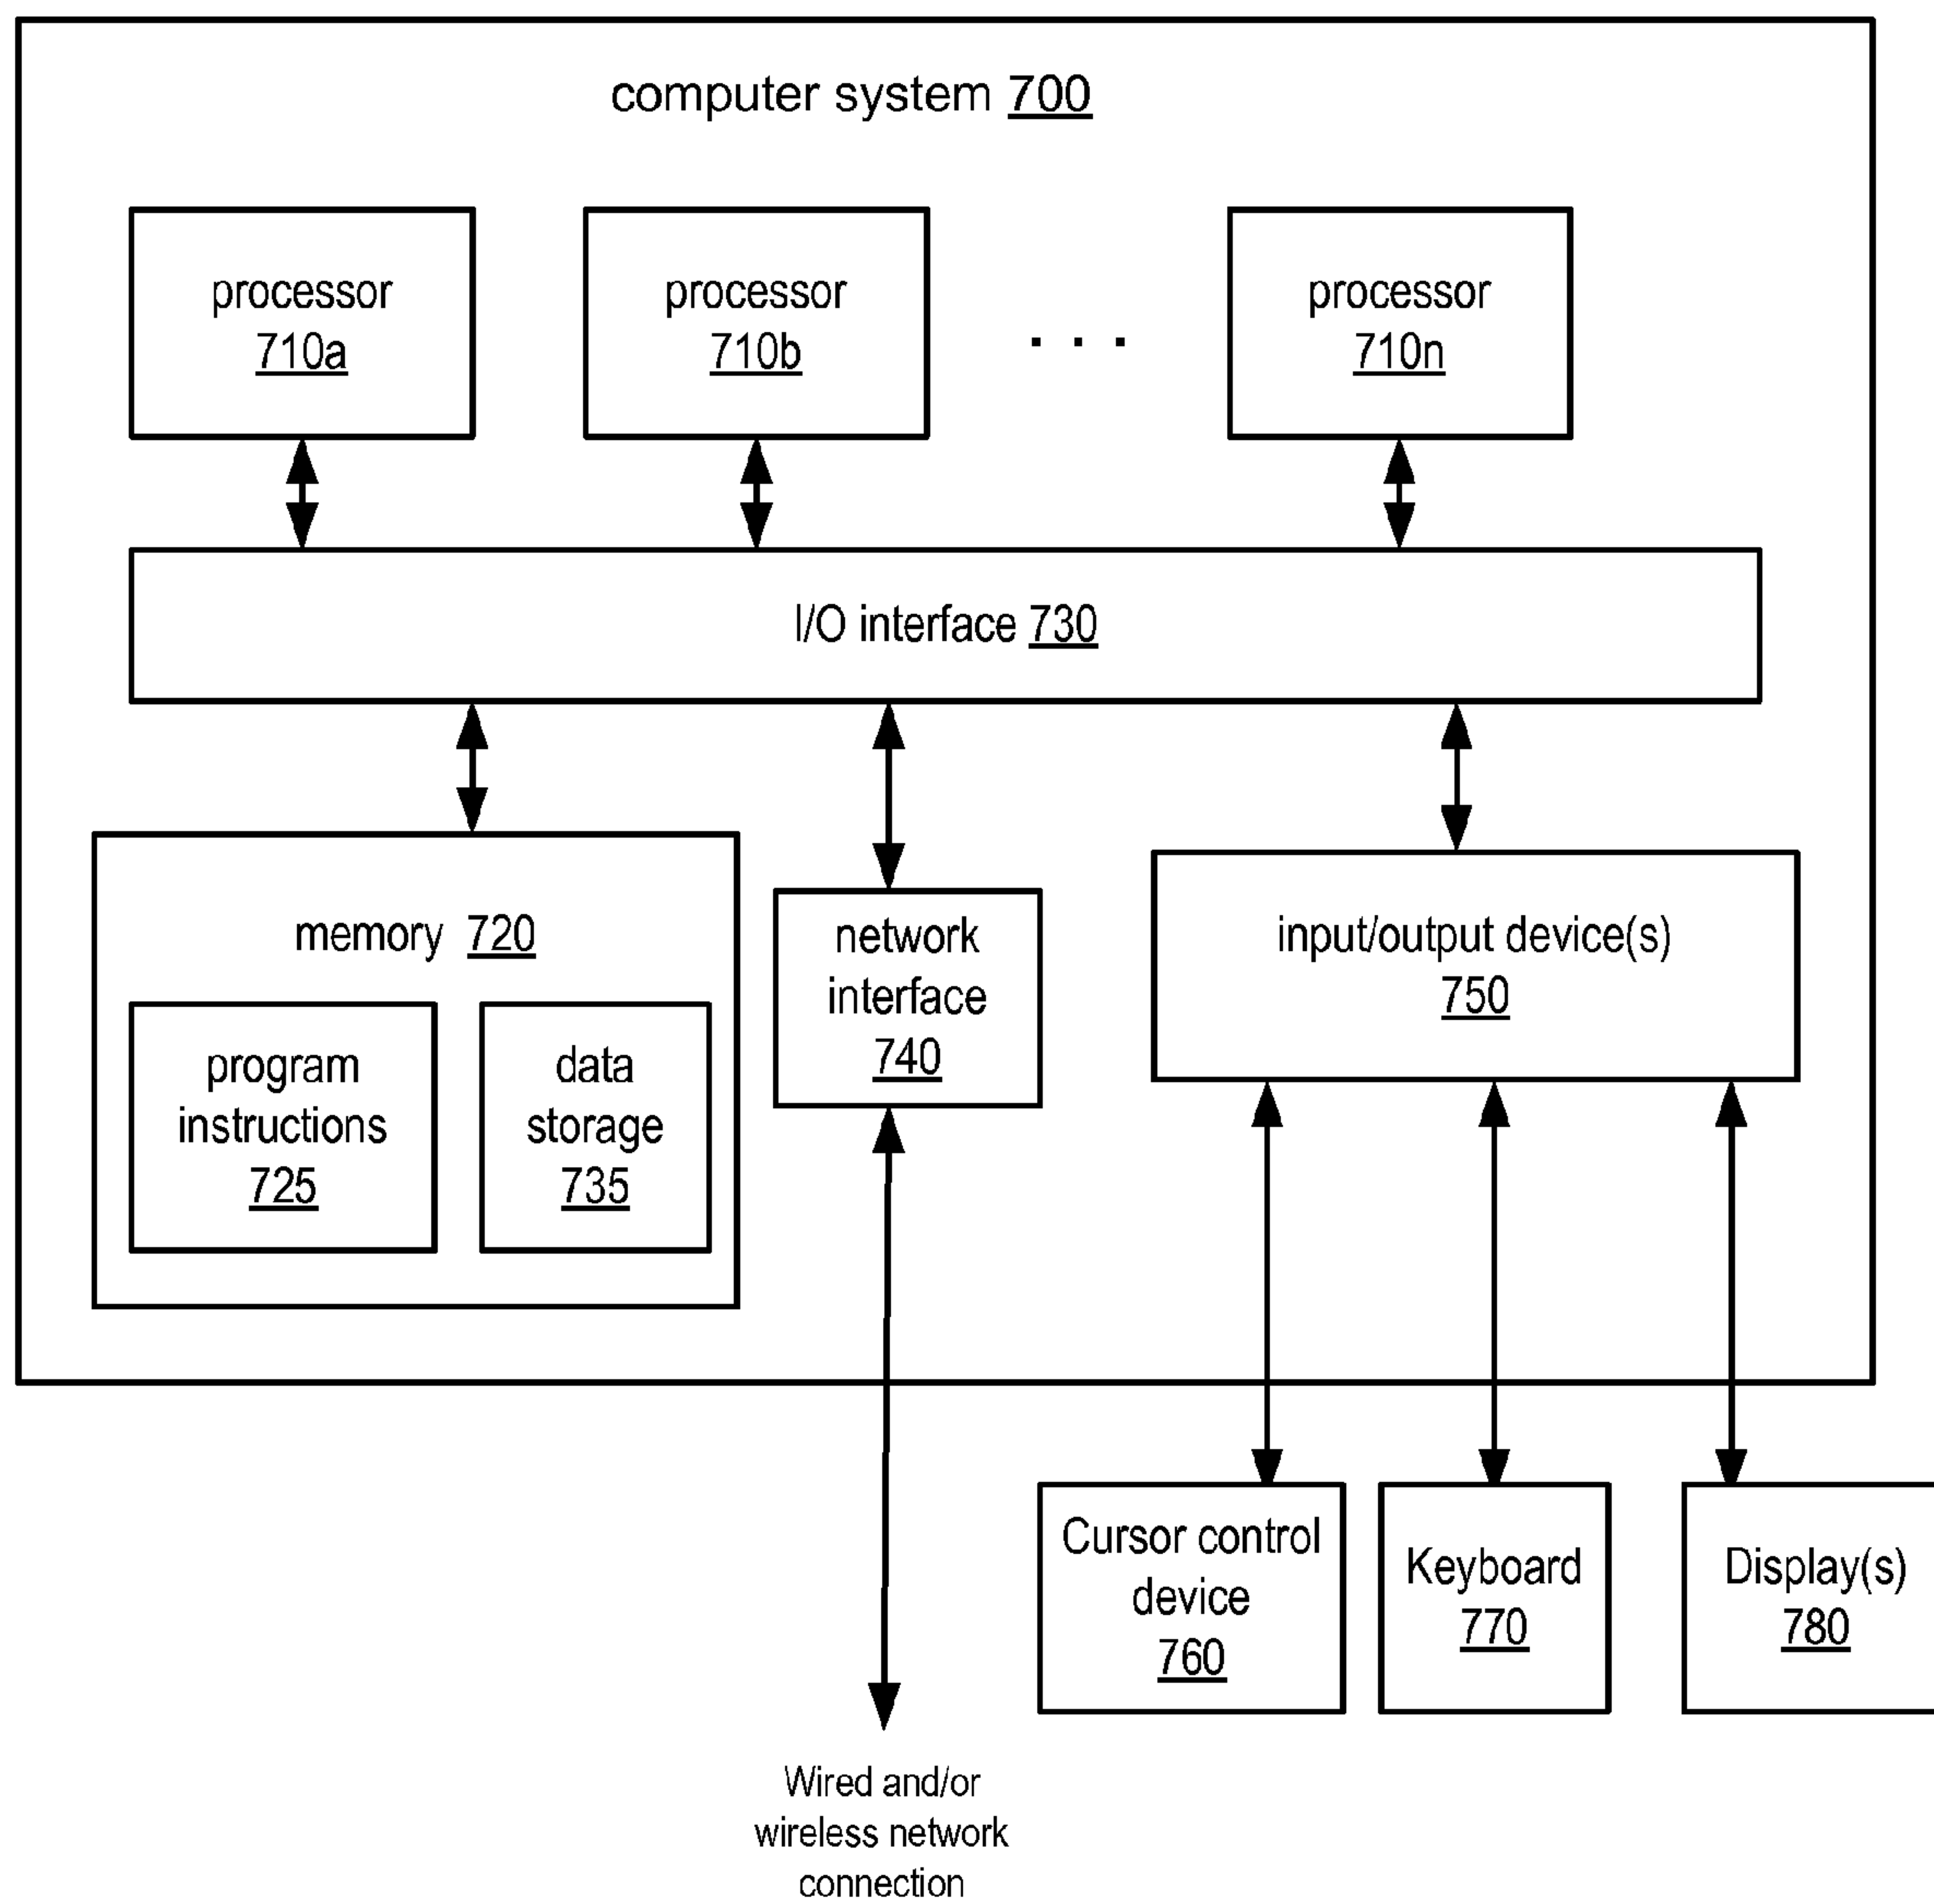 computer system 700
processor
710a
processor
710b
. . .
processor
710n
I/O interface 730
memory 720
program
instructions
725
data
storage
735
network
interface
740
input/output device(s)
750
Cursor control
device
760
Keyboard
770
Display(s)
780
Wired and/or
wireless network
connection